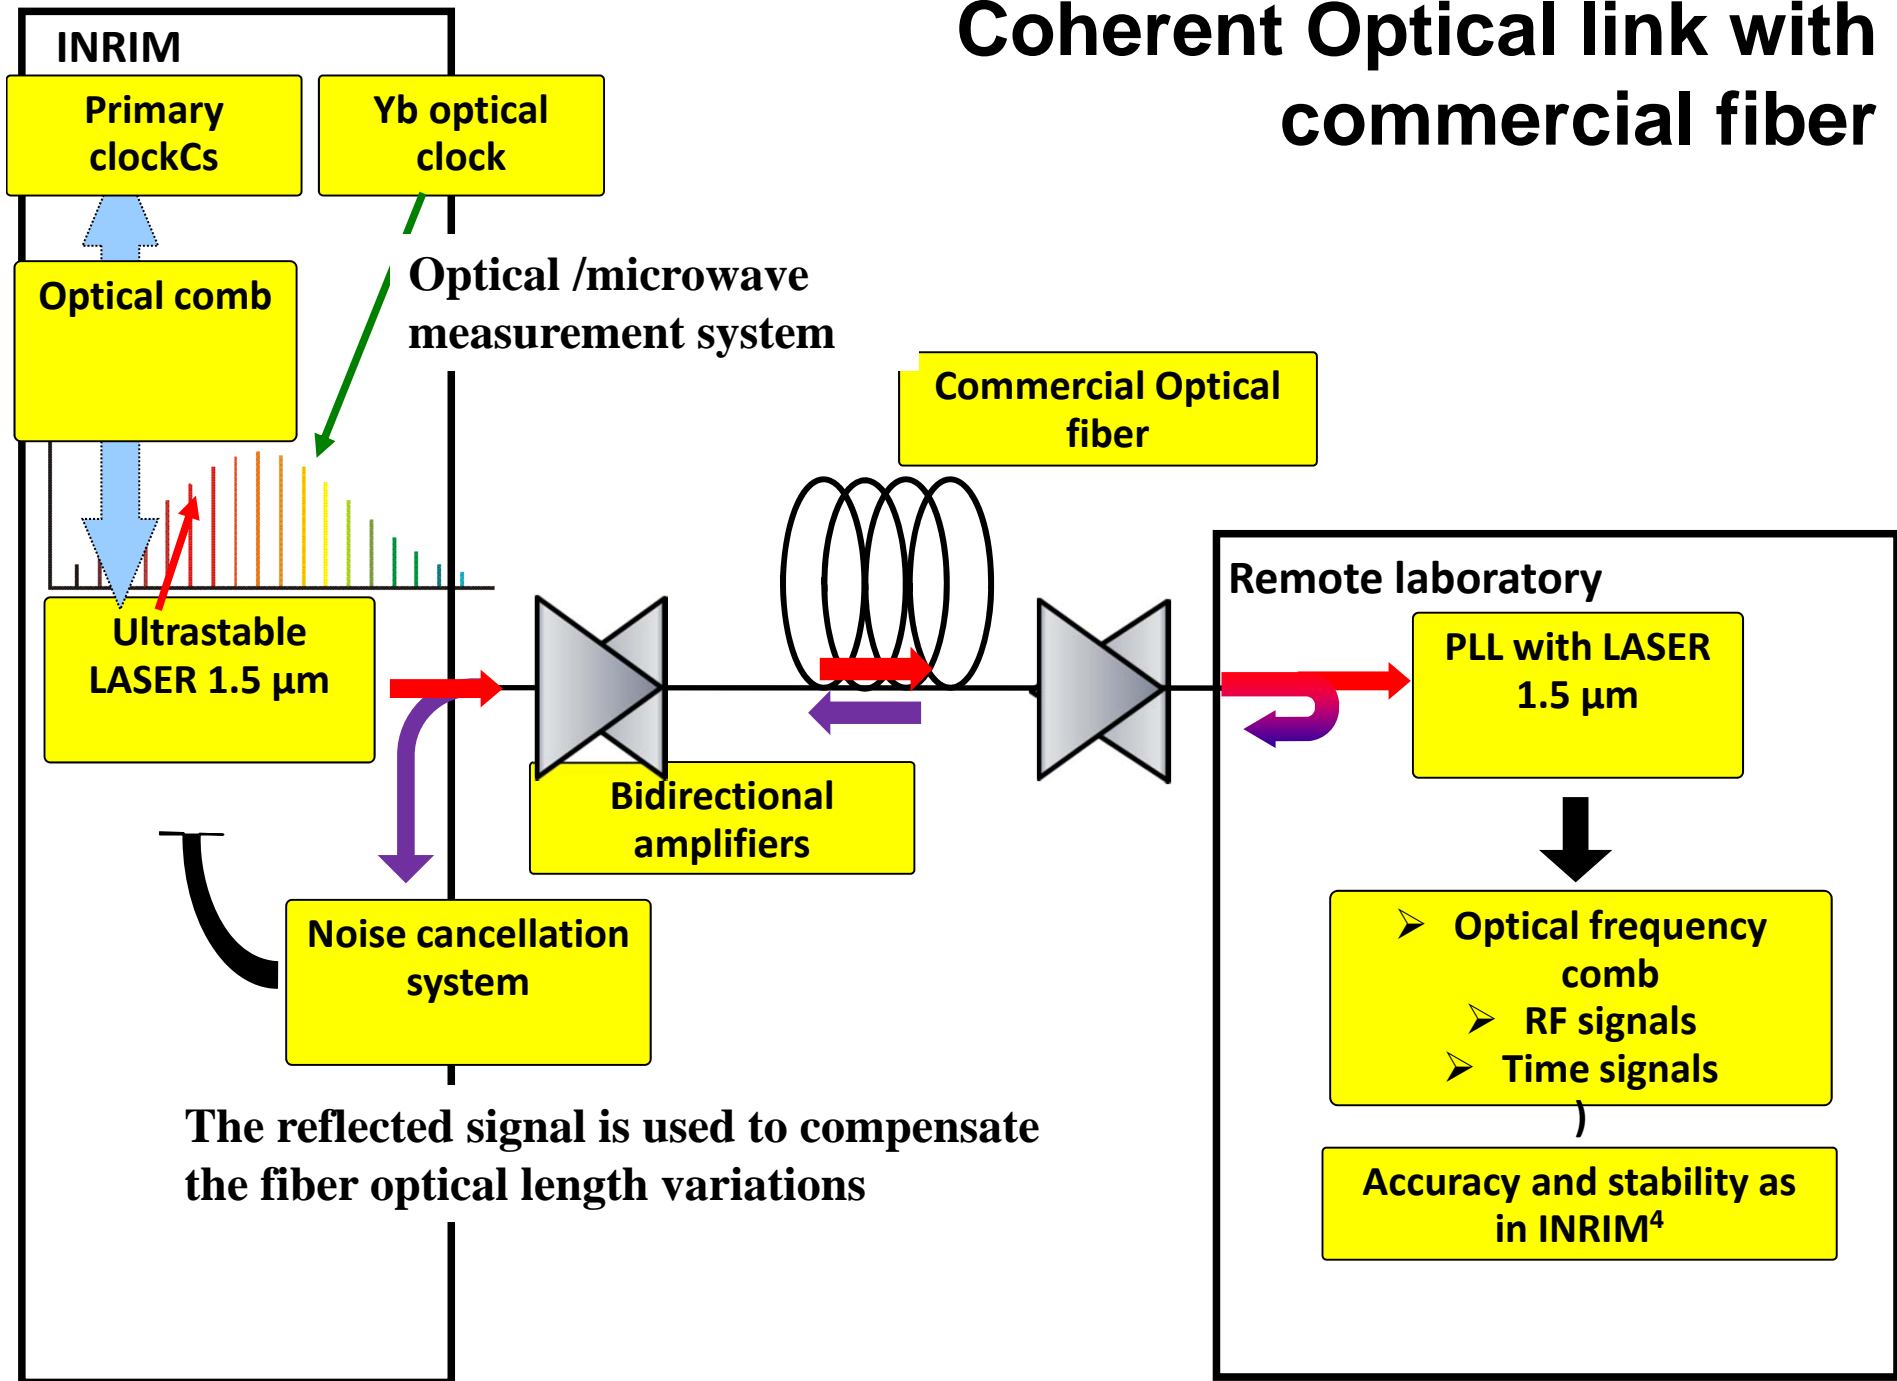 Coherent Optical link with
commercial fiber
INRIM
Primary
clockCs
Yb optical
clock
Optical comb
Optical /microwave
measurement system
Commercial Optical
fiber
Ultrastable
LASER 1.5 µm
Bidirectional
amplifiers
Noise cancellation
system
The reflected signal is used to compensate
the fiber optical length variations
Remote laboratory
PLL with LASER
1.5 µm
➢ Optical frequency
comb
➢ RF signals
➢ Time signals
)
Accuracy and stability as
in INRIM⁴